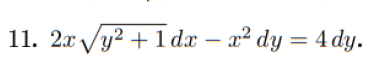 11. 2x√(y² + 1) dx − x² dy = 4 dy.